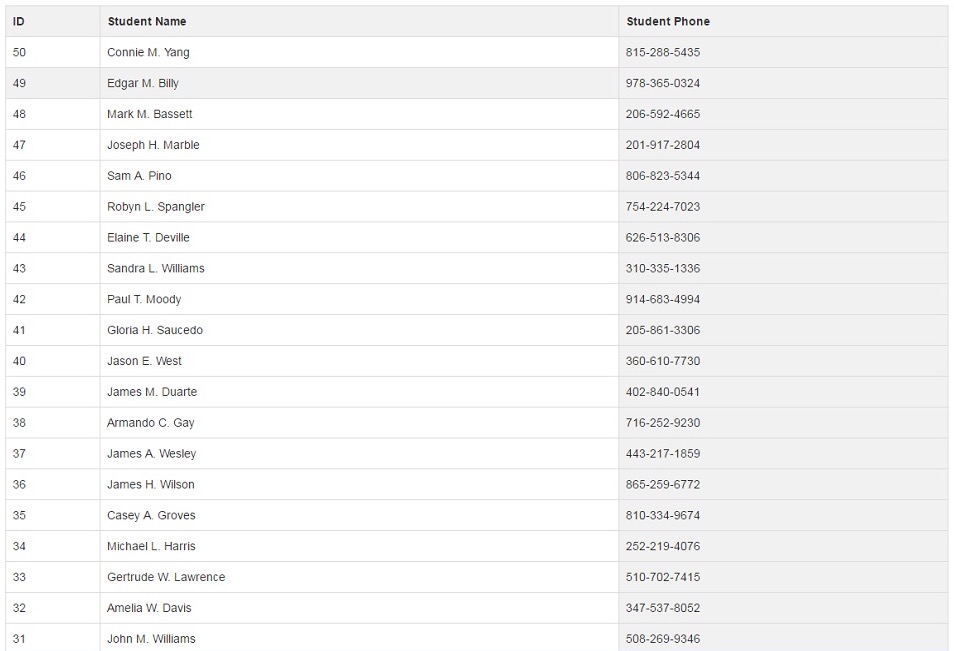 ID Student Name Student Phone
50 Connie M. Yang 815-288-5435
49 Edgar M. Billy 978-365-0324
48 Mark M. Bassett 206-592-4665
47 Joseph H. Marble 201-917-2804
46 Sam A. Pino 806-823-5344
45 Robyn L. Spangler 754-224-7023
44 Elaine T. Deville 626-513-8306
43 Sandra L. Williams 310-335-1336
42 Paul T. Moody 914-683-4994
41 Gloria H. Saucedo 205-861-3306
40 Jason E. West 360-610-7730
39 James M. Duarte 402-840-0541
38 Armando C. Gay 716-252-9230
37 James A. Wesley 443-217-1859
36 James H. Wilson 865-259-6772
35 Casey A. Groves 810-334-9674
34 Michael L. Harris 252-219-4076
33 Gertrude W. Lawrence 510-702-7415
32 Amelia W. Davis 347-537-8052
31 John M. Williams 508-269-9346